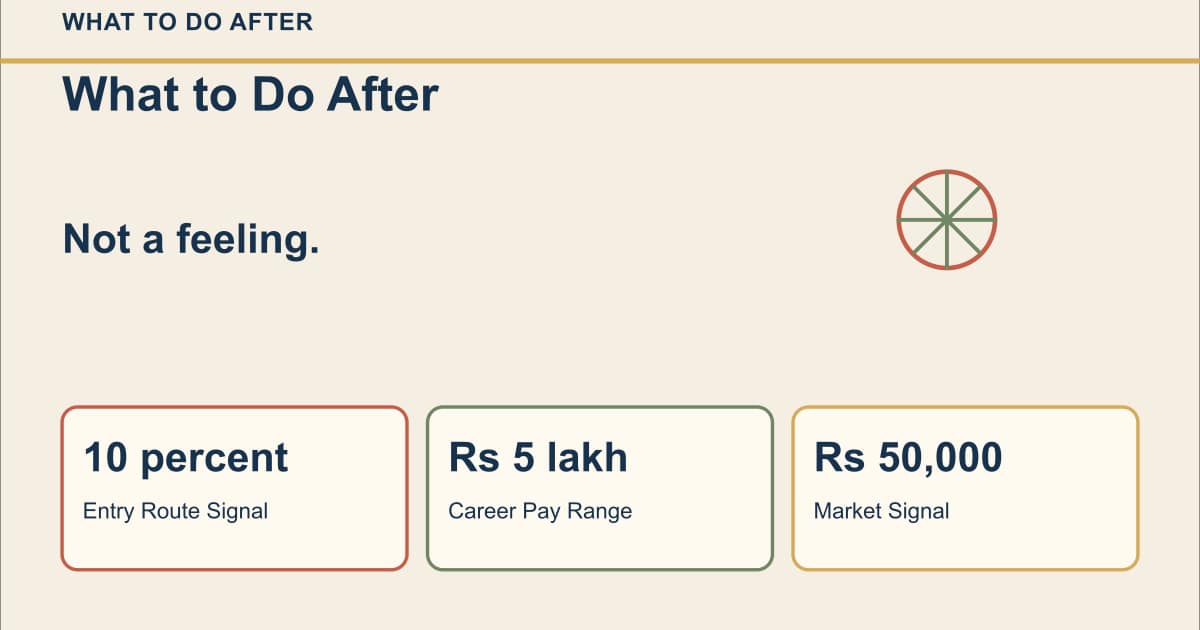 WHAT TO DO AFTER
What to Do After
Not a feeling.
10 percent
Entry Route Signal
Rs 5 lakh
Career Pay Range
Rs 50,000
Market Signal